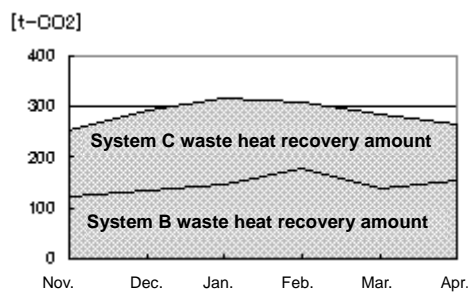 [t-CO2]
400
300
System C waste heat recovery amount
200
100
System B waste heat recovery amount
0
Nov. Dec. Jan. Feb. Mar. Apr.